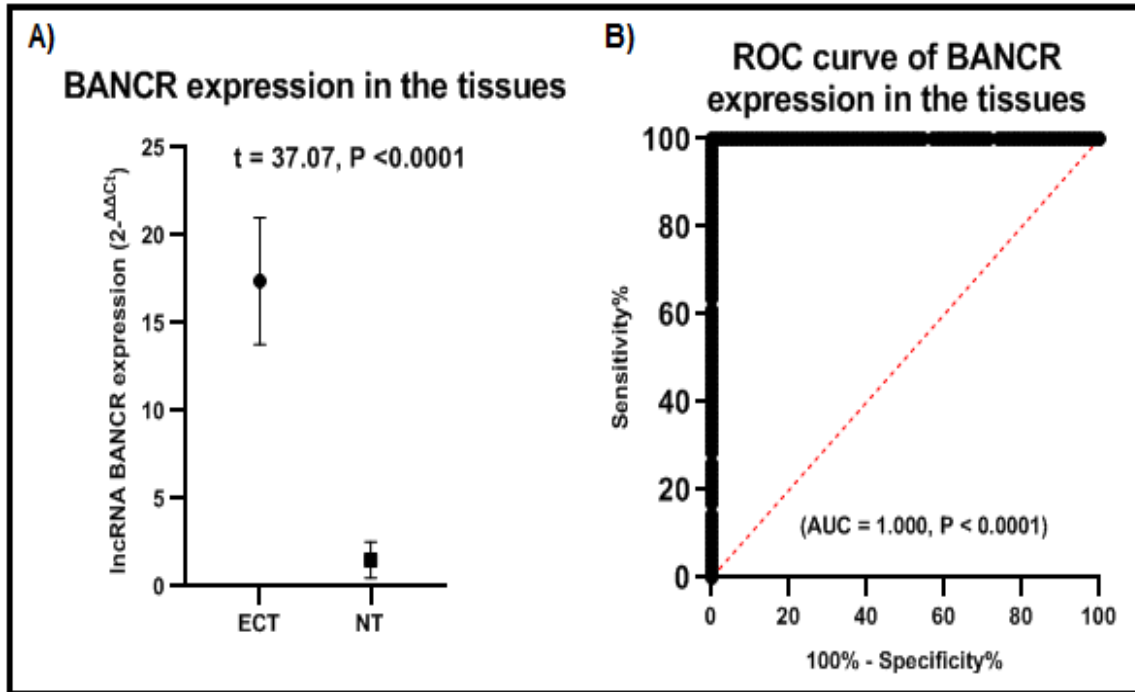 A)
BANCR expression in the tissues
t = 37.07, P <0.0001
lncRNA BANCR expression (2-ΔΔCt)
25
20
15
10
5
0
ECT NT
B)
ROC curve of BANCR
expression in the tissues
Sensitivity%
100
80
60
40
20
0
(AUC = 1.000, P < 0.0001)
0 20 40 60 80 100
100% - Specificity%